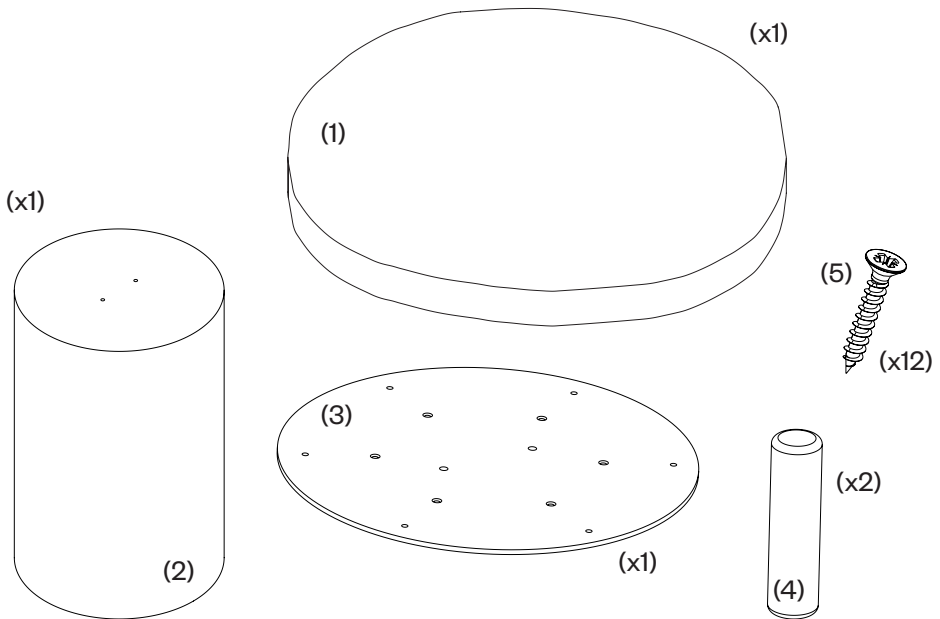 (x1)
(1)
(x1)
(5)
(x12)
(3)
(x2)
(2)
(x1)
(4)